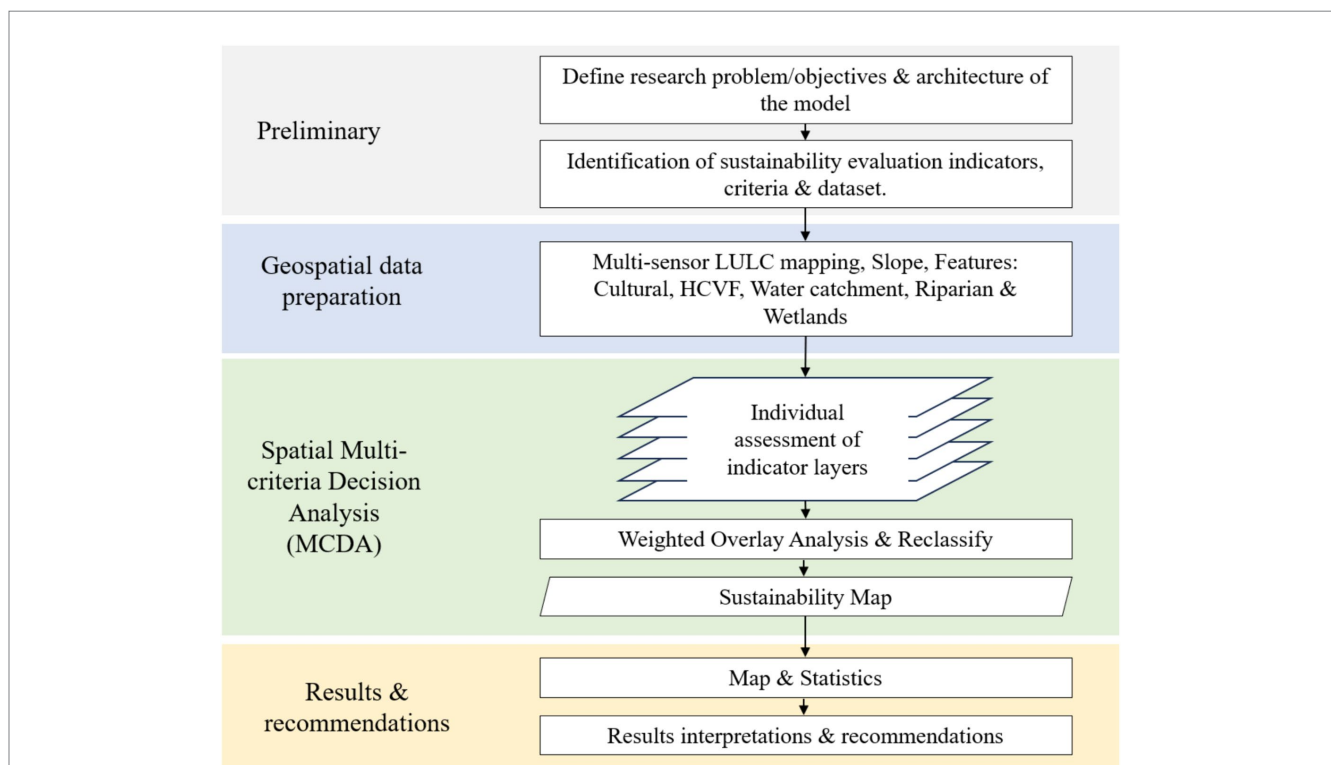 Preliminary
Define research problem/objectives & architecture of
the model
Identification of sustainability evaluation indicators,
criteria & dataset.
Geospatial data
preparation
Multi-sensor LULC mapping, Slope, Features:
Cultural, HCVF, Water catchment, Riparian &
Wetlands
Spatial Multi-
criteria Decision
Analysis
(MCDA)
Individual
assessment of
indicator layers
Weighted Overlay Analysis & Reclassify
Sustainability Map
Results &
recommendations
Map & Statistics
Results interpretations & recommendations